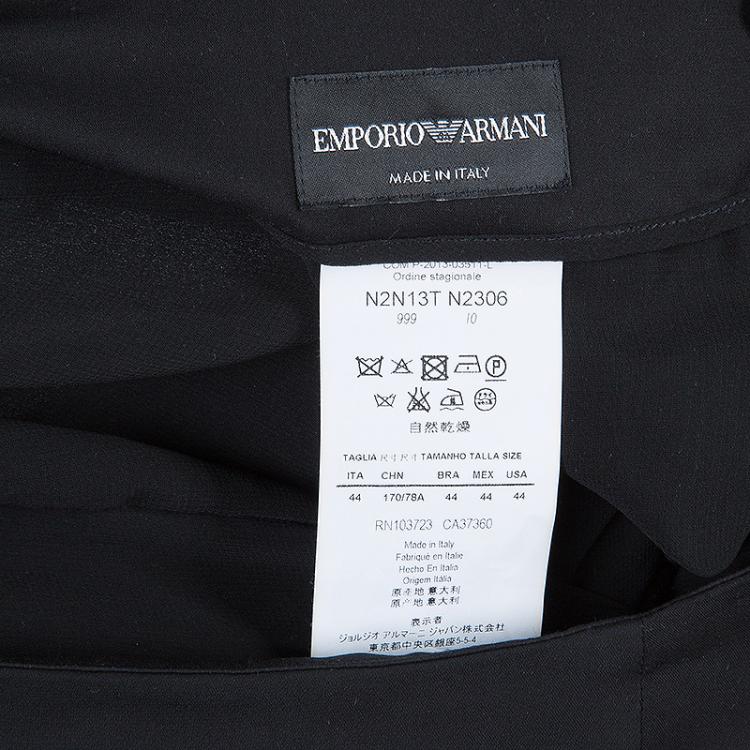 EMPORIO ARMANI
MADE IN ITALY
COM P-2013-03511-L
Ordine stagionale
N2N13T N2306
999 10
P
自然乾燥
TAGLIA 尺寸 尺寸 TAMANHO TALLA SIZE
ITA CHN BRA MEX USA
44 170/78A 44 44 44
RN103723 CA37360
Made in Italy
Fabriqué en Italie
Hecho En Italia
Origem Itália
原产地 意大利
原產地 意大利
表示者
ジョルジオ アルマーニ ジャパン株式会社
東京都中央区銀座5-5-4